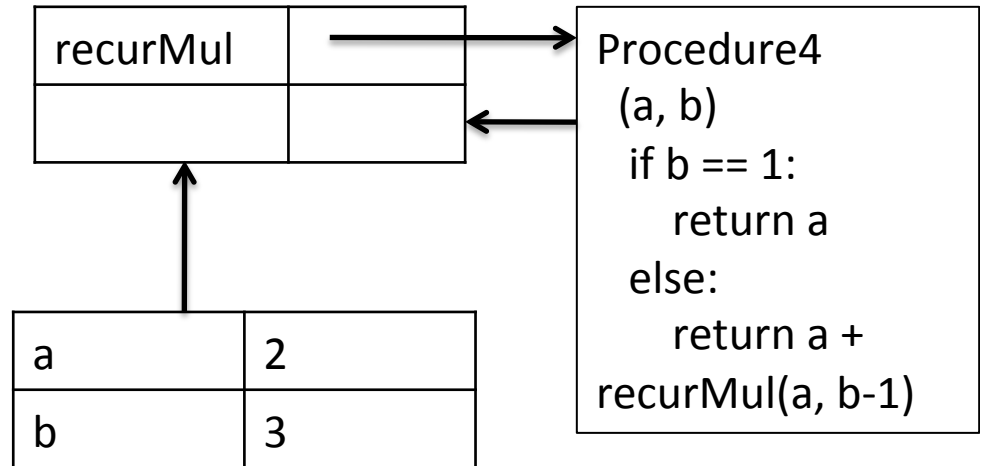 recurMul
Procedure4
(a, b)
if b == 1:
return a
else:
return a +
recurMul(a, b-1)
a 2
b 3